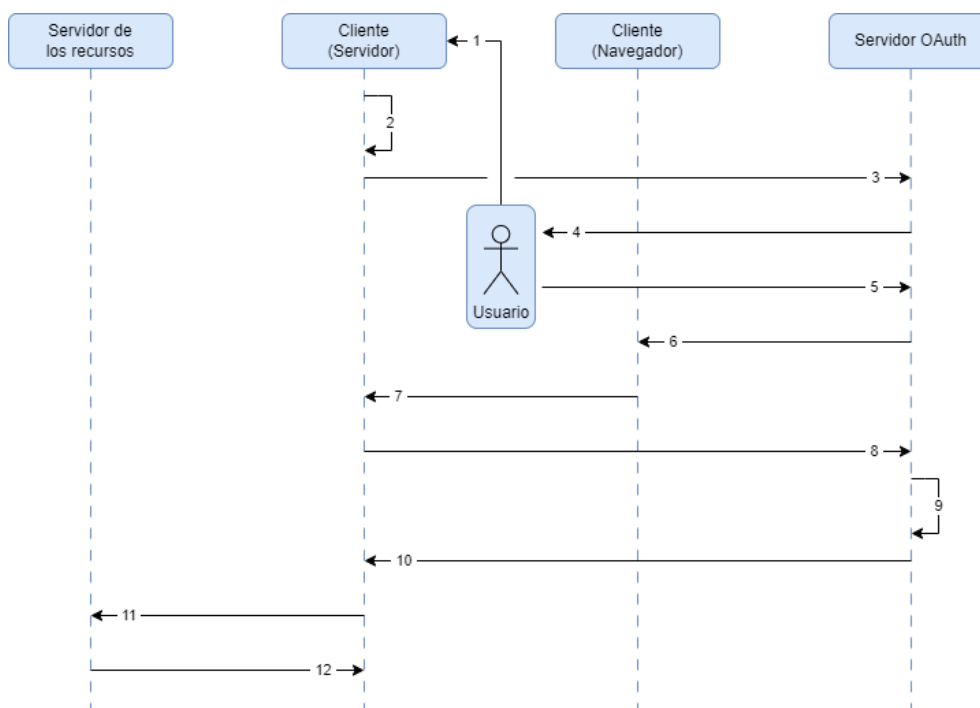 Servidor de
los recursos
Cliente
(Servidor)
Cliente
(Navegador)
Servidor OAuth
1
2
3
4
Usuario
5
6
7
8
9
10
11
12